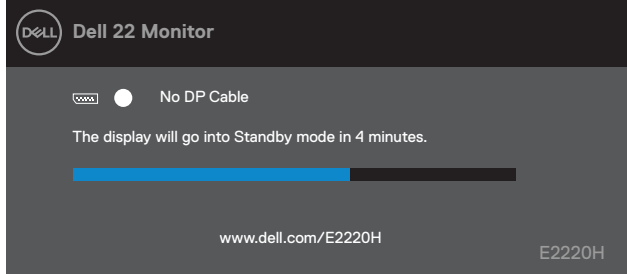 DELL Dell 22 Monitor
No DP Cable
The display will go into Standby mode in 4 minutes.
www.dell.com/E2220H
E2220H